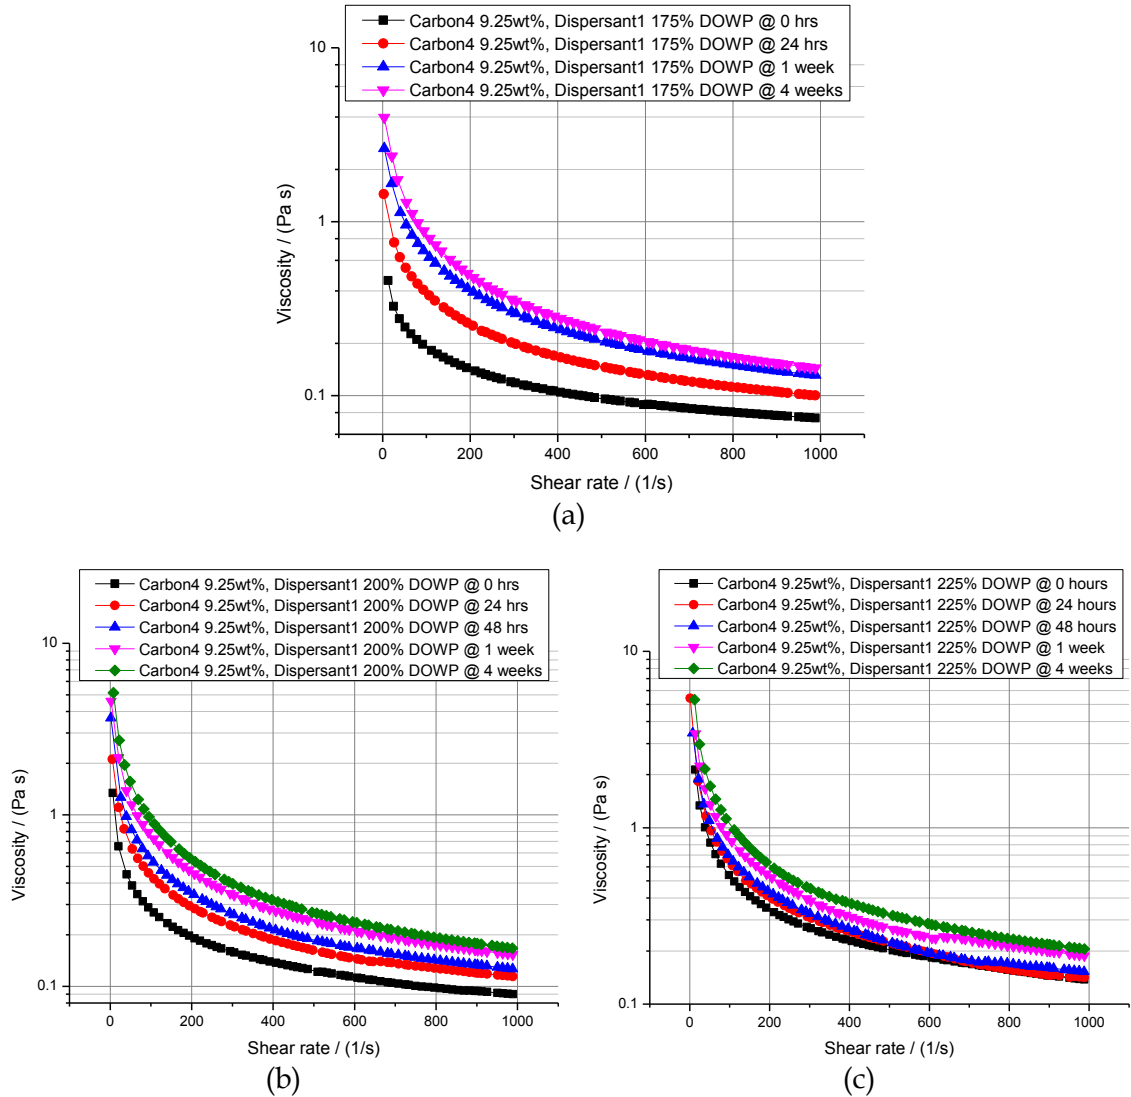 Carbon4 9.25wt%, Dispersant1 175% DOWP @ 0 hrs
Carbon4 9.25wt%, Dispersant1 175% DOWP @ 24 hrs
Carbon4 9.25wt%, Dispersant1 175% DOWP @ 1 week
Carbon4 9.25wt%, Dispersant1 175% DOWP @ 4 weeks
10
1
0.1
Viscosity / (Pa s)
0 200 400 600 800 1000
Shear rate / (1/s)
(a)
Carbon4 9.25wt%, Dispersant1 200% DOWP @ 0 hrs
Carbon4 9.25wt%, Dispersant1 200% DOWP @ 24 hrs
Carbon4 9.25wt%, Dispersant1 200% DOWP @ 48 hrs
Carbon4 9.25wt%, Dispersant1 200% DOWP @ 1 week
Carbon4 9.25wt%, Dispersant1 200% DOWP @ 4 weeks
10
1
0.1
Viscosity / (Pa s)
0 200 400 600 800 1000
Shear rate / (1/s)
(b)
Carbon4 9.25wt%, Dispersant1 225% DOWP @ 0 hours
Carbon4 9.25wt%, Dispersant1 225% DOWP @ 24 hours
Carbon4 9.25wt%, Dispersant1 225% DOWP @ 48 hours
Carbon4 9.25wt%, Dispersant1 225% DOWP @ 1 week
Carbon4 9.25wt%, Dispersant1 225% DOWP @ 4 weeks
10
1
0.1
Viscosity / (Pa s)
0 200 400 600 800 1000
Shear rate / (1/s)
(c)